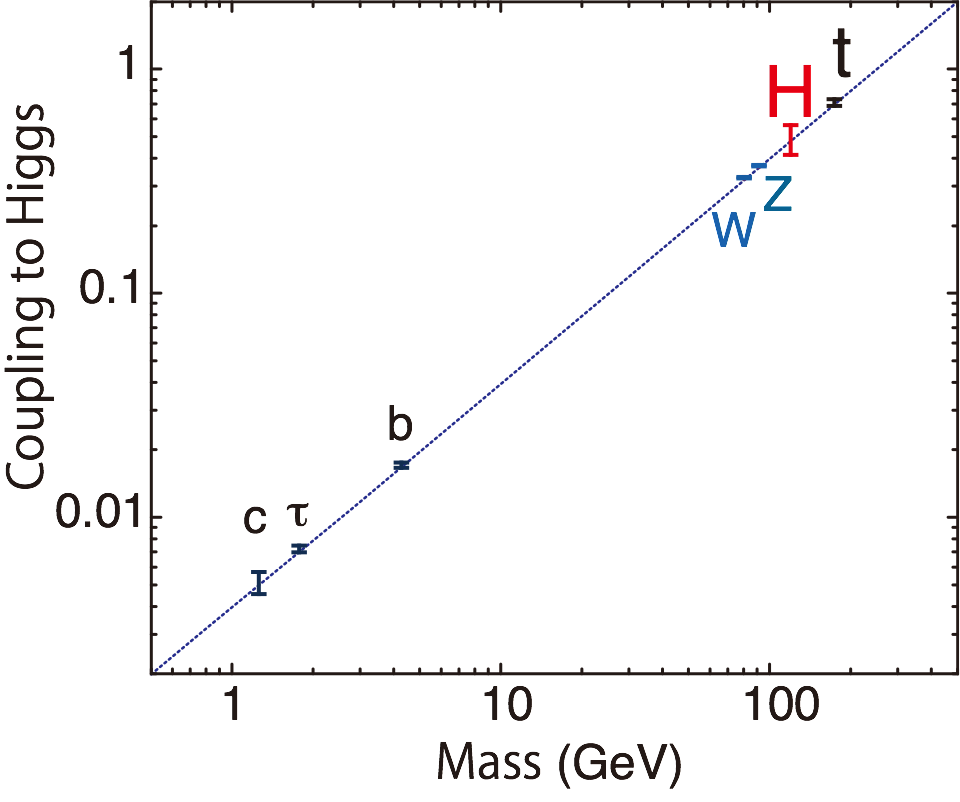 Coupling to Higgs
1
0.1
0.01
t
H
Z
W
b
c τ
1 10 100
Mass (GeV)